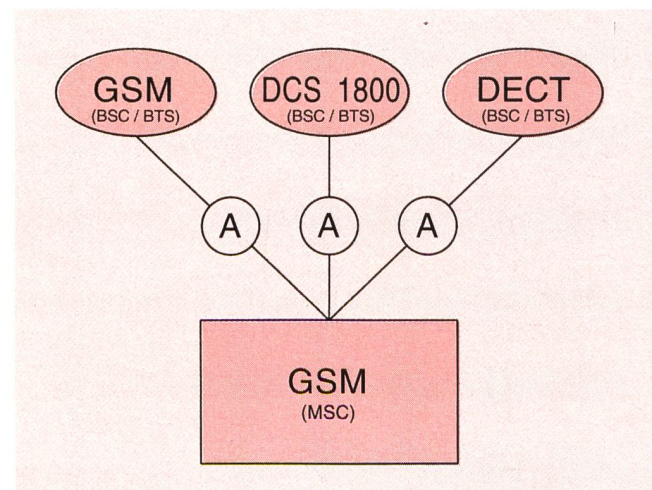 GSM
(BSC / BTS)
DCS 1800
(BSC / BTS)
DECT
(BSC / BTS)
A
A
A
GSM
(MSC)